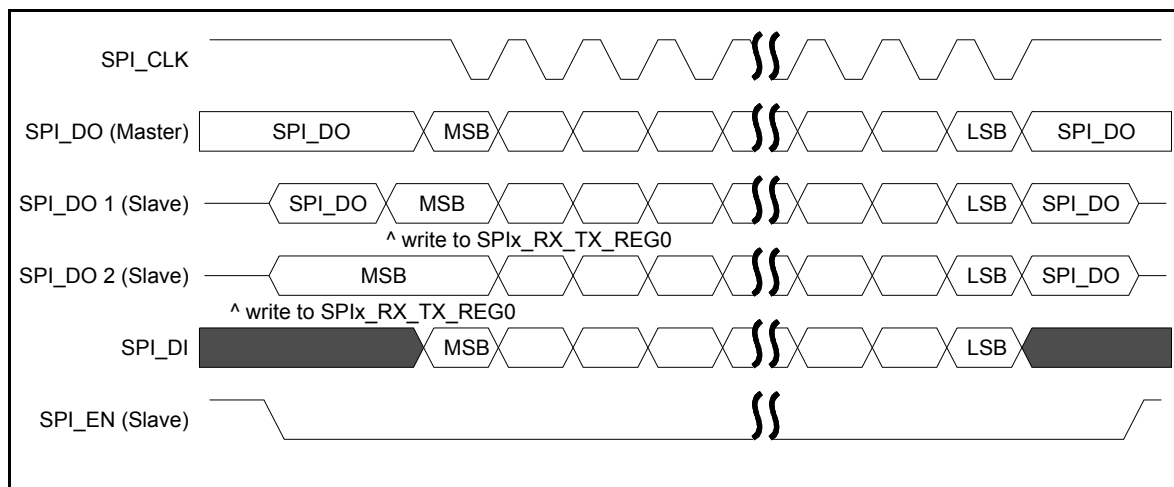 SPI_CLK
SPI_DO (Master) SPI_DO MSB LSB SPI_DO
SPI_DO 1 (Slave) SPI_DO MSB LSB SPI_DO
^ write to SPIx_RX_TX_REG0
SPI_DO 2 (Slave) MSB LSB SPI_DO
^ write to SPIx_RX_TX_REG0
SPI_DI MSB LSB
SPI_EN (Slave)